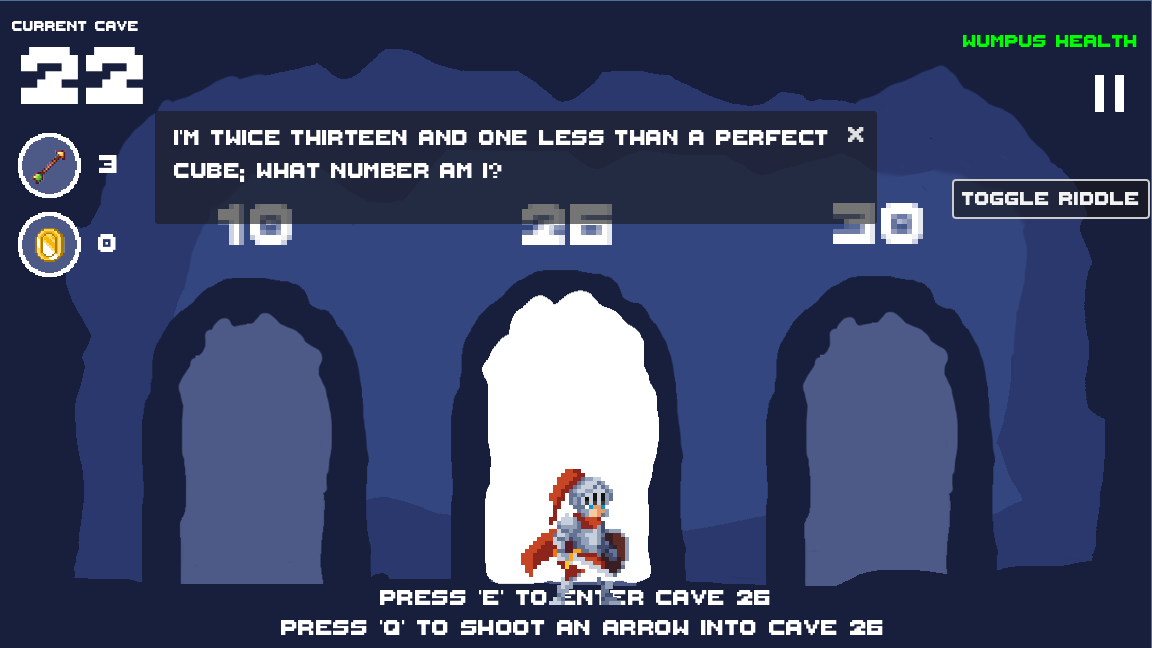 CURRENT CAVE
22
WUMPUS HEALTH
I'M TWICE THIRTEEN AND ONE LESS THAN A PERFECT
CUBE; WHAT NUMBER AM I?
X
3
TOGGLE RIDDLE
10
26
30
0
PRESS 'E' TO ENTER CAVE 26
PRESS 'Q' TO SHOOT AN ARROW INTO CAVE 26